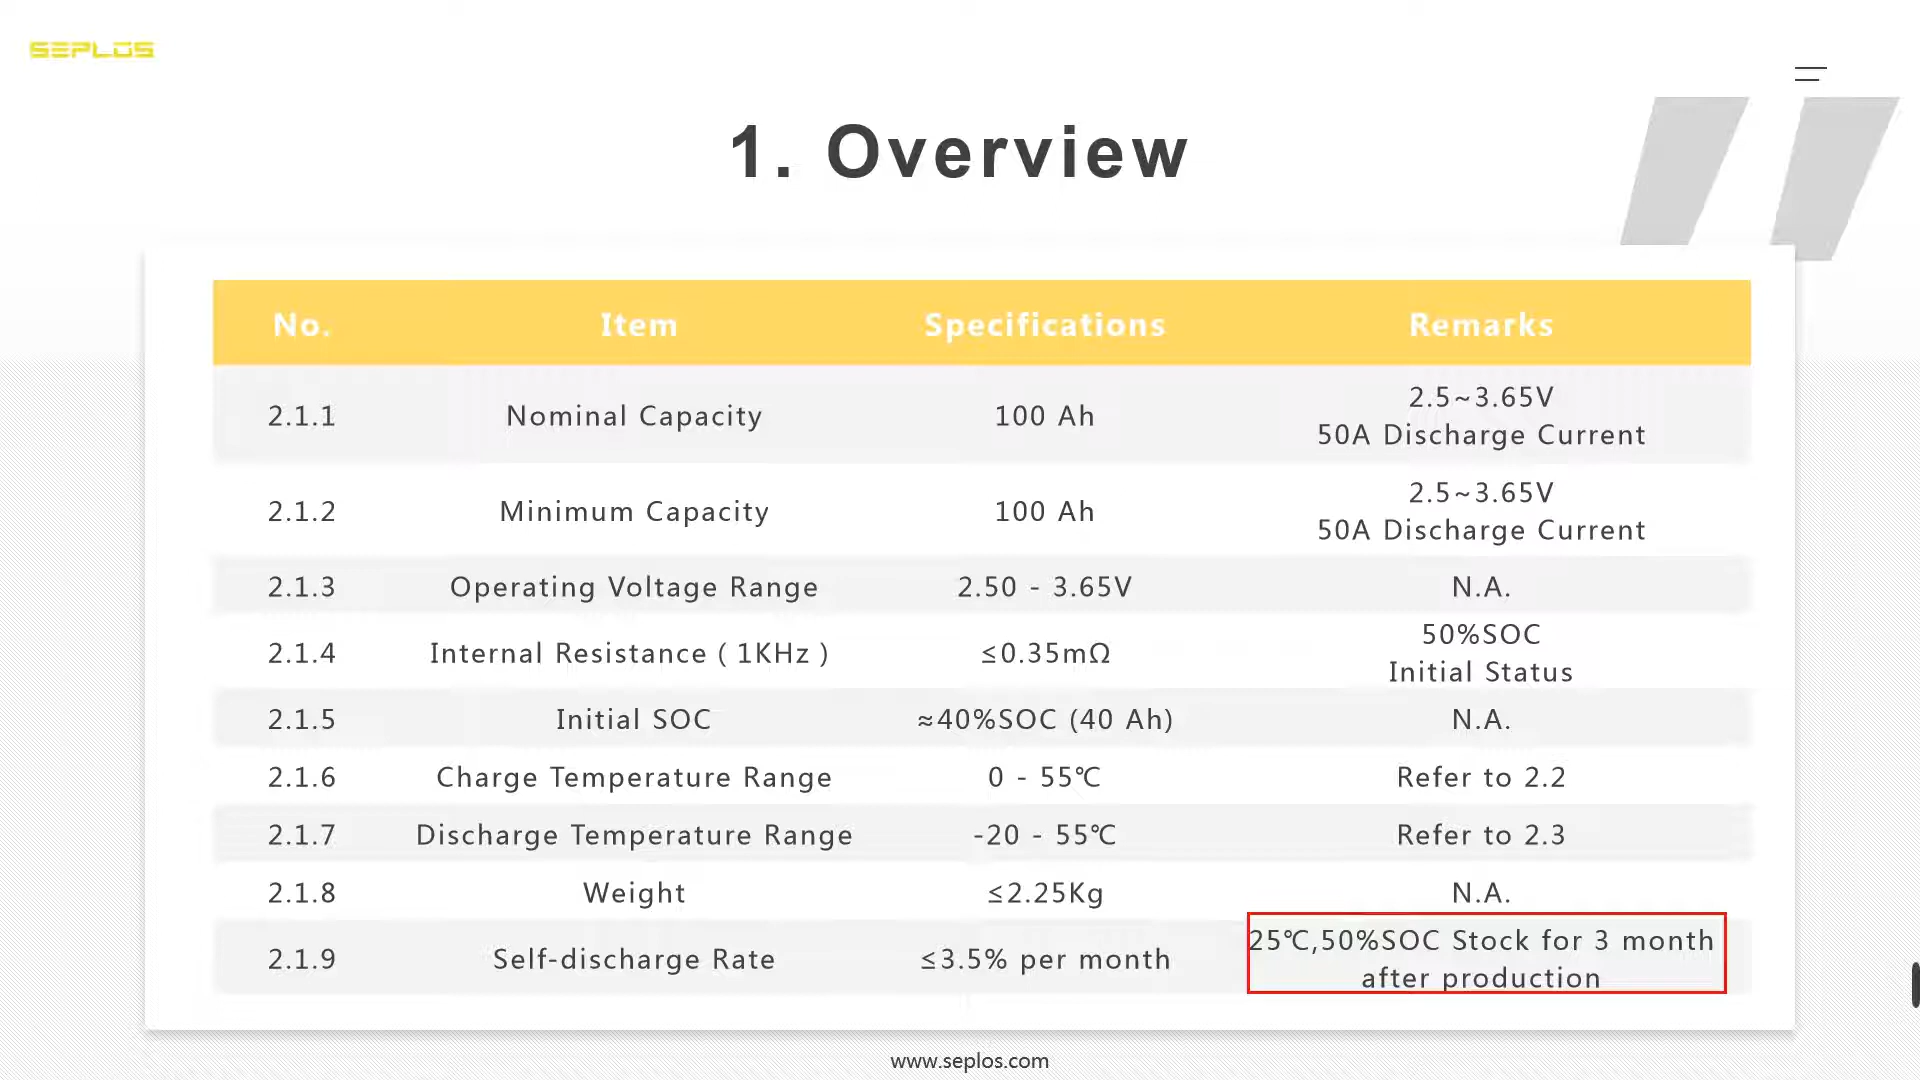 SEPLOS
1. Overview
No. Item Specifications Remarks
2.1.1 Nominal Capacity 100 Ah 2.5~3.65V
50A Discharge Current
2.1.2 Minimum Capacity 100 Ah 2.5~3.65V
50A Discharge Current
2.1.3 Operating Voltage Range 2.50 - 3.65V N.A.
2.1.4 Internal Resistance ( 1KHz ) ≤0.35mΩ 50%SOC
Initial Status
2.1.5 Initial SOC ≈40%SOC (40 Ah) N.A.
2.1.6 Charge Temperature Range 0 - 55℃ Refer to 2.2
2.1.7 Discharge Temperature Range -20 - 55℃ Refer to 2.3
2.1.8 Weight ≤2.25Kg N.A.
2.1.9 Self-discharge Rate ≤3.5% per month 25℃,50%SOC Stock for 3 month
after production
www.seplos.com